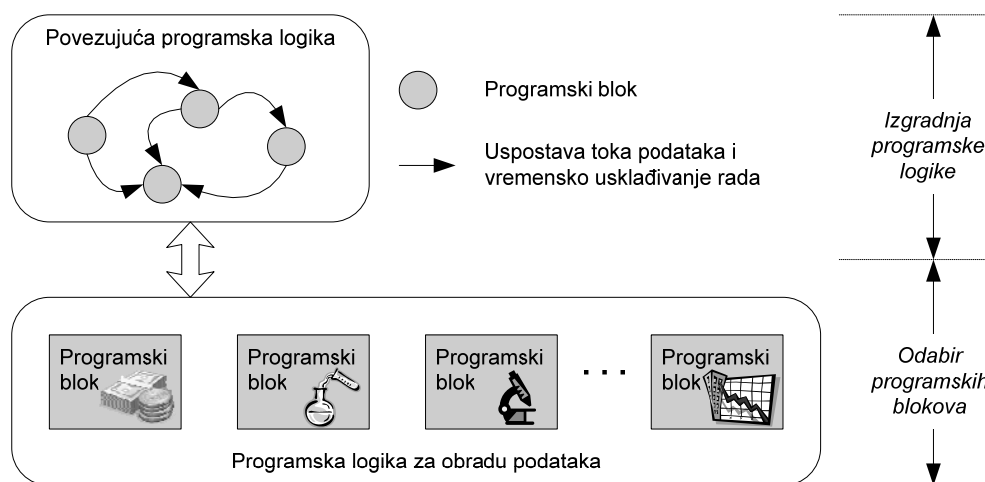 Povezujuća programska logika
Programski blok
Uspostava toka podataka i
vremensko usklađivanje rada
Izgradnja
programske
logike
Programski
blok
Programski
blok
Programski
blok
. . .
Programski
blok
Programska logika za obradu podataka
Odabir
programskih
blokova